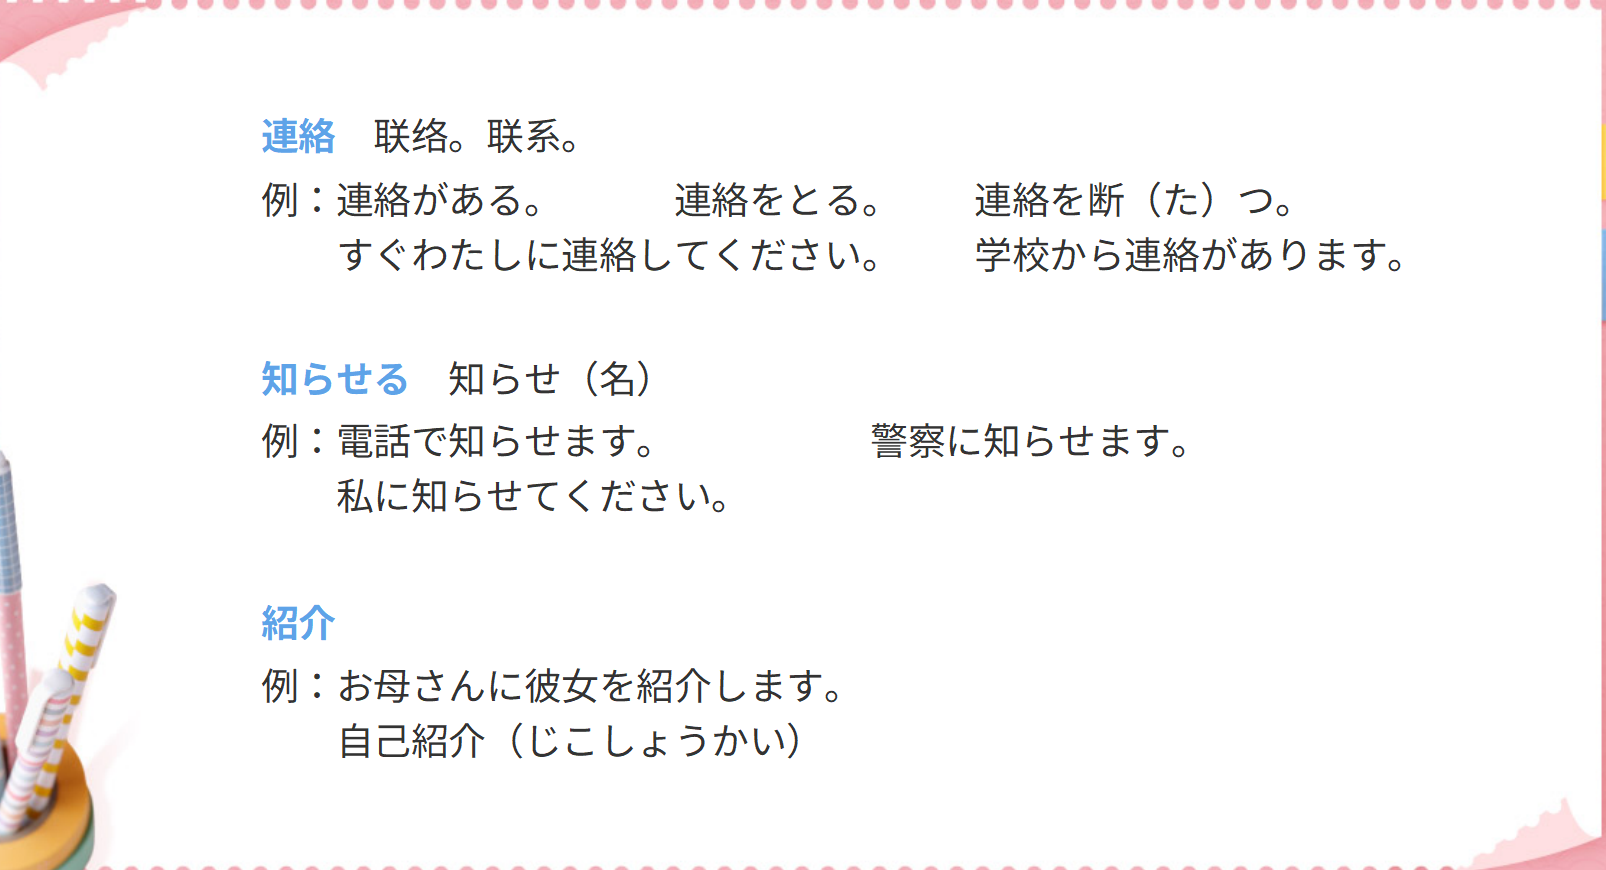 連絡　联络。联系。
例：連絡がある。　　　連絡をとる。　　連絡を断（た）つ。
すぐわたしに連絡してください。　　学校から連絡があります。
知らせる　知らせ（名）
例：電話で知らせます。　　　　　警察に知らせます。
私に知らせてください。
紹介
例：お母さんに彼女を紹介します。
自己紹介（じこしょうかい）